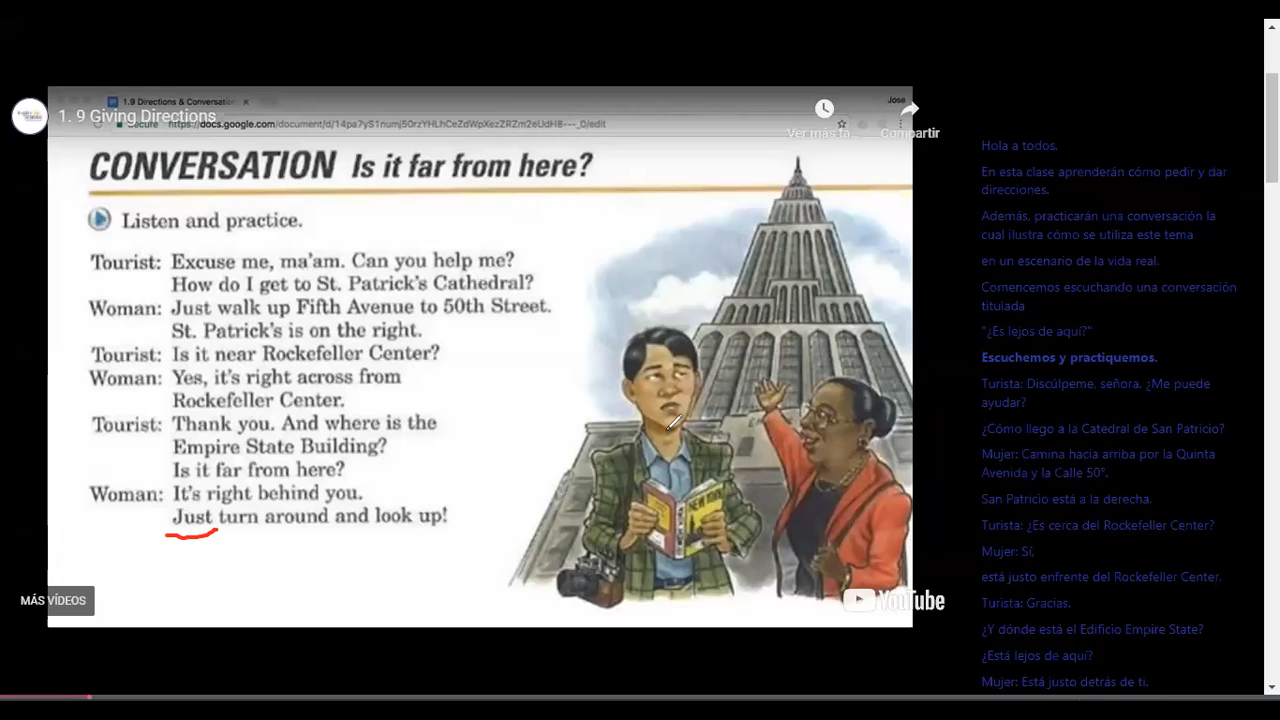 1.9 Directions & Conversatio
Jose
1. 9 Giving Directions
Secure
https://docs.google.com/document/d/14pa7yS1numj50rzYHLhCeZdWpXezZRZm2eUdH8---_0/edit
Ver más ta...
Compartir
CONVERSATION Is it far from here?
Listen and practice.
Tourist: Excuse me, ma'am. Can you help me?
How do I get to St. Patrick's Cathedral?
Woman: Just walk up Fifth Avenue to 50th Street.
St. Patrick's is on the right.
Tourist: Is it near Rockefeller Center?
Woman: Yes, it's right across from
Rockefeller Center.
Tourist: Thank you. And where is the
Empire State Building?
Is it far from here?
Woman: It's right behind you.
Just turn around and look up!
NEW YORK
MÁS VÍDEOS
YouTube
Hola a todos.
En esta clase aprenderán cómo pedir y dar
direcciones.
Además, practicarán una conversación la
cual ilustra cómo se utiliza este tema
en un escenario de la vida real.
Comencemos escuchando una conversación
titulada
"¿Es lejos de aquí?"
Escuchemos y practiquemos.
Turista: Discúlpeme, señora. ¿Me puede
ayudar?
¿Cómo llego a la Catedral de San Patricio?
Mujer: Camina hacia arriba por la Quinta
Avenida y la Calle 50°.
San Patricio está a la derecha.
Turista: ¿Es cerca del Rockefeller Center?
Mujer: Sí,
está justo enfrente del Rockefeller Center.
Turista: Gracias.
¿Y dónde está el Edificio Empire State?
¿Está lejos de aquí?
Mujer: Está justo detrás de ti.